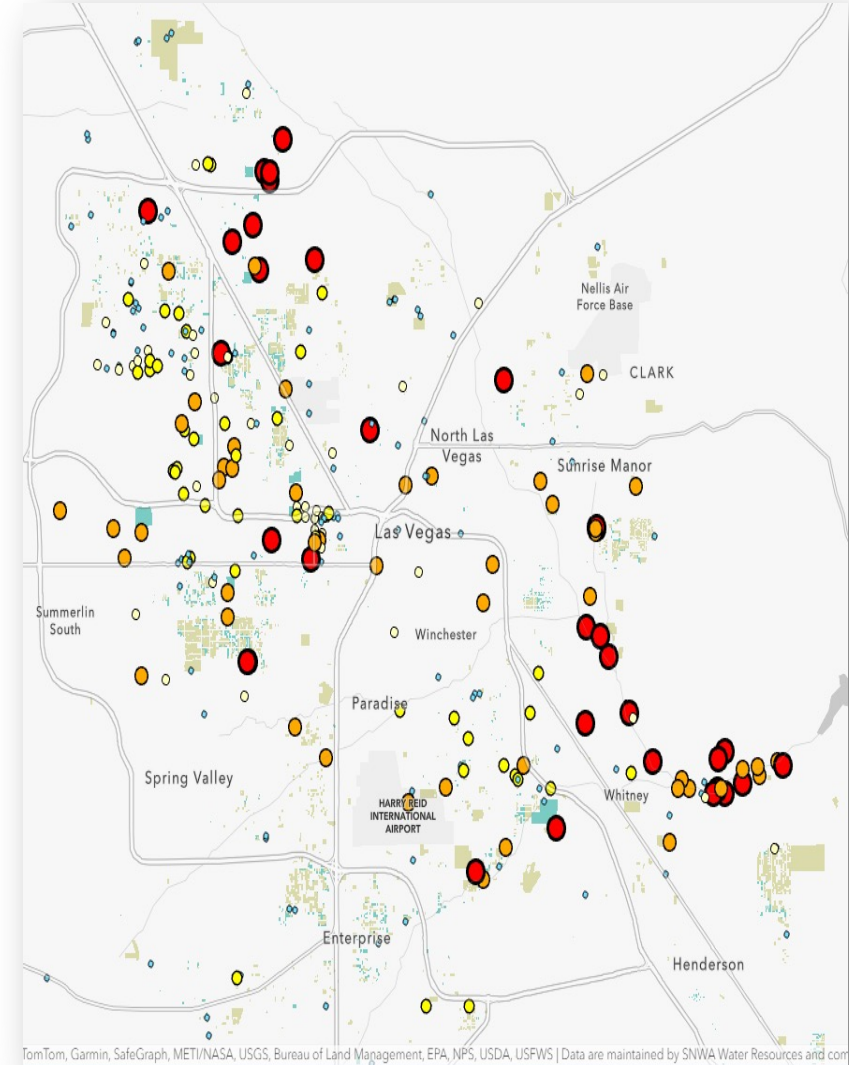 Nellis Air
Force Base
CLARK
North Las
Vegas
Sunrise Manor
Las Vegas
Summerlin
South
Winchester
Paradise
Spring Valley
Whitney
HARRY REID
INTERNATIONAL
AIRPORT
Enterprise
Henderson
TomTom, Garmin, SafeGraph, METI/NASA, USGS, Bureau of Land Management, EPA, NPS, USDA, USFWS | Data are maintained by SNWA Water Resources and com